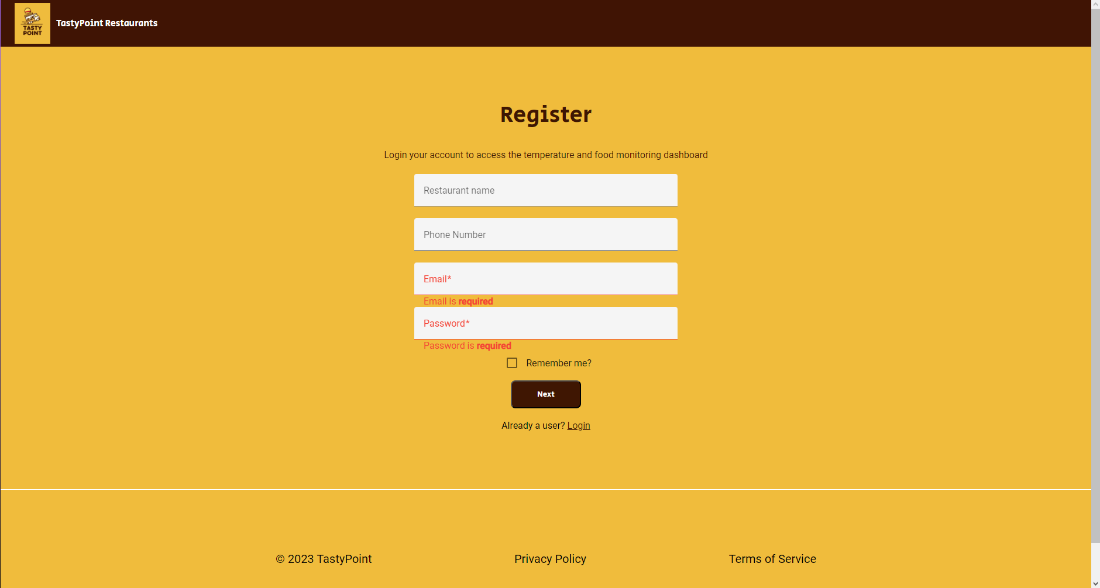 TASTY
POINT
TastyPoint Restaurants
Register
Login your account to access the temperature and food monitoring dashboard
Restaurant name
Phone Number
Email*
Email is required
Password*
Password is required
Remember me?
Next
Already a user? Login
© 2023 TastyPoint
Privacy Policy
Terms of Service